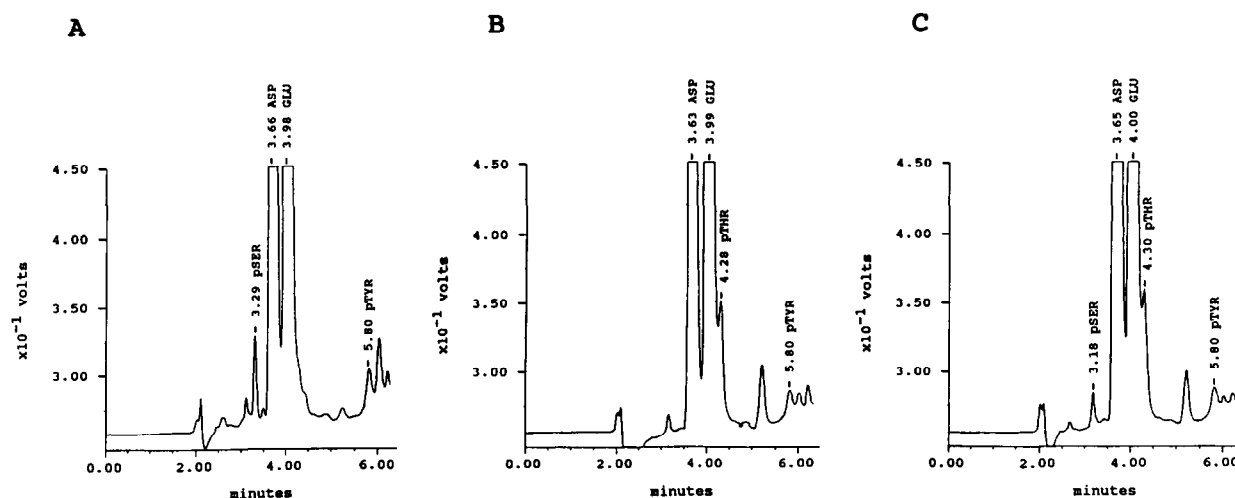 A
3.29 pSER
3.66 ASP
3.98 GLU
5.80 pTYR
4.50
4.00
3.50
3.00
x10⁻¹ volts
0.00 2.00 4.00 6.00
minutes
B
3.63 ASP
3.99 GLU
4.28 pTHR
5.80 pTYR
4.50
4.00
3.50
3.00
x10⁻¹ volts
0.00 2.00 4.00 6.00
minutes
C
3.18 pSER
3.65 ASP
4.00 GLU
4.30 pTHR
5.80 pTYR
4.50
4.00
3.50
3.00
x10⁻¹ volts
0.00 2.00 4.00 6.00
minutes